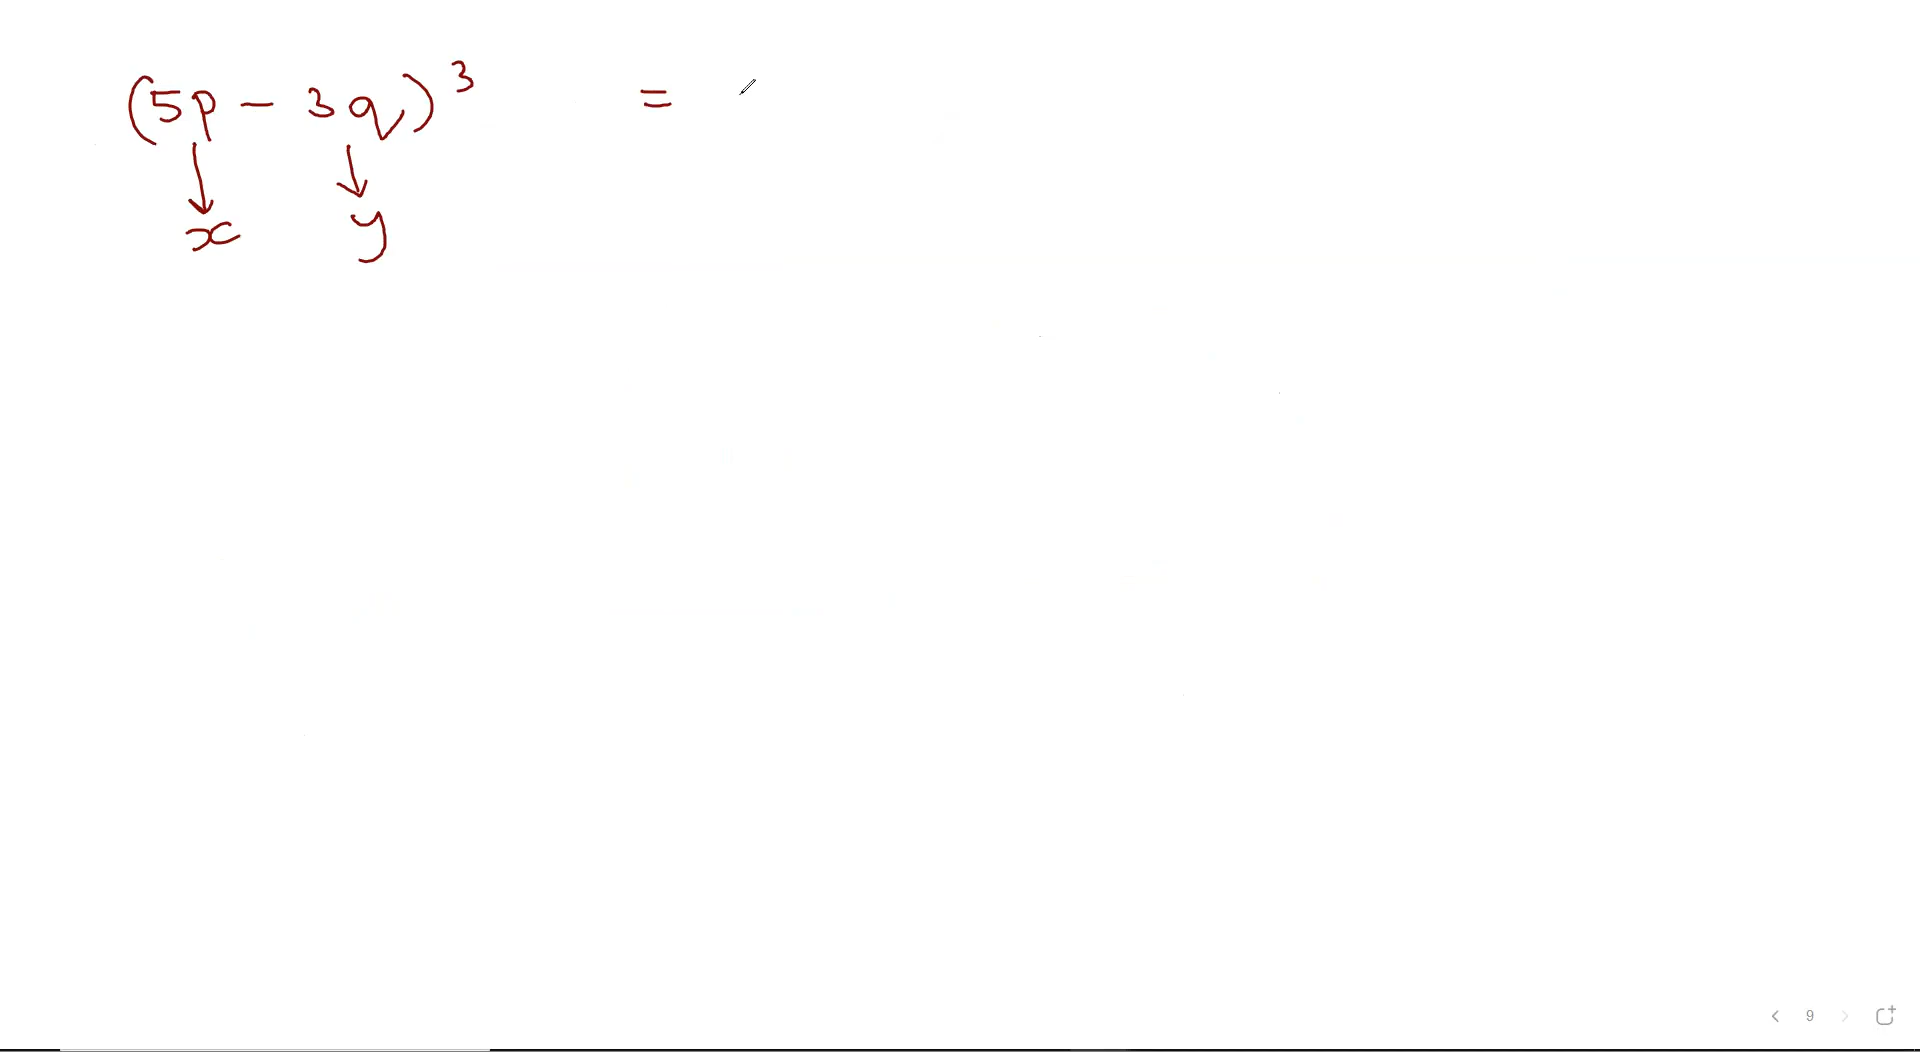 (5p - 3q)³ =
↓ ↓
x y
9